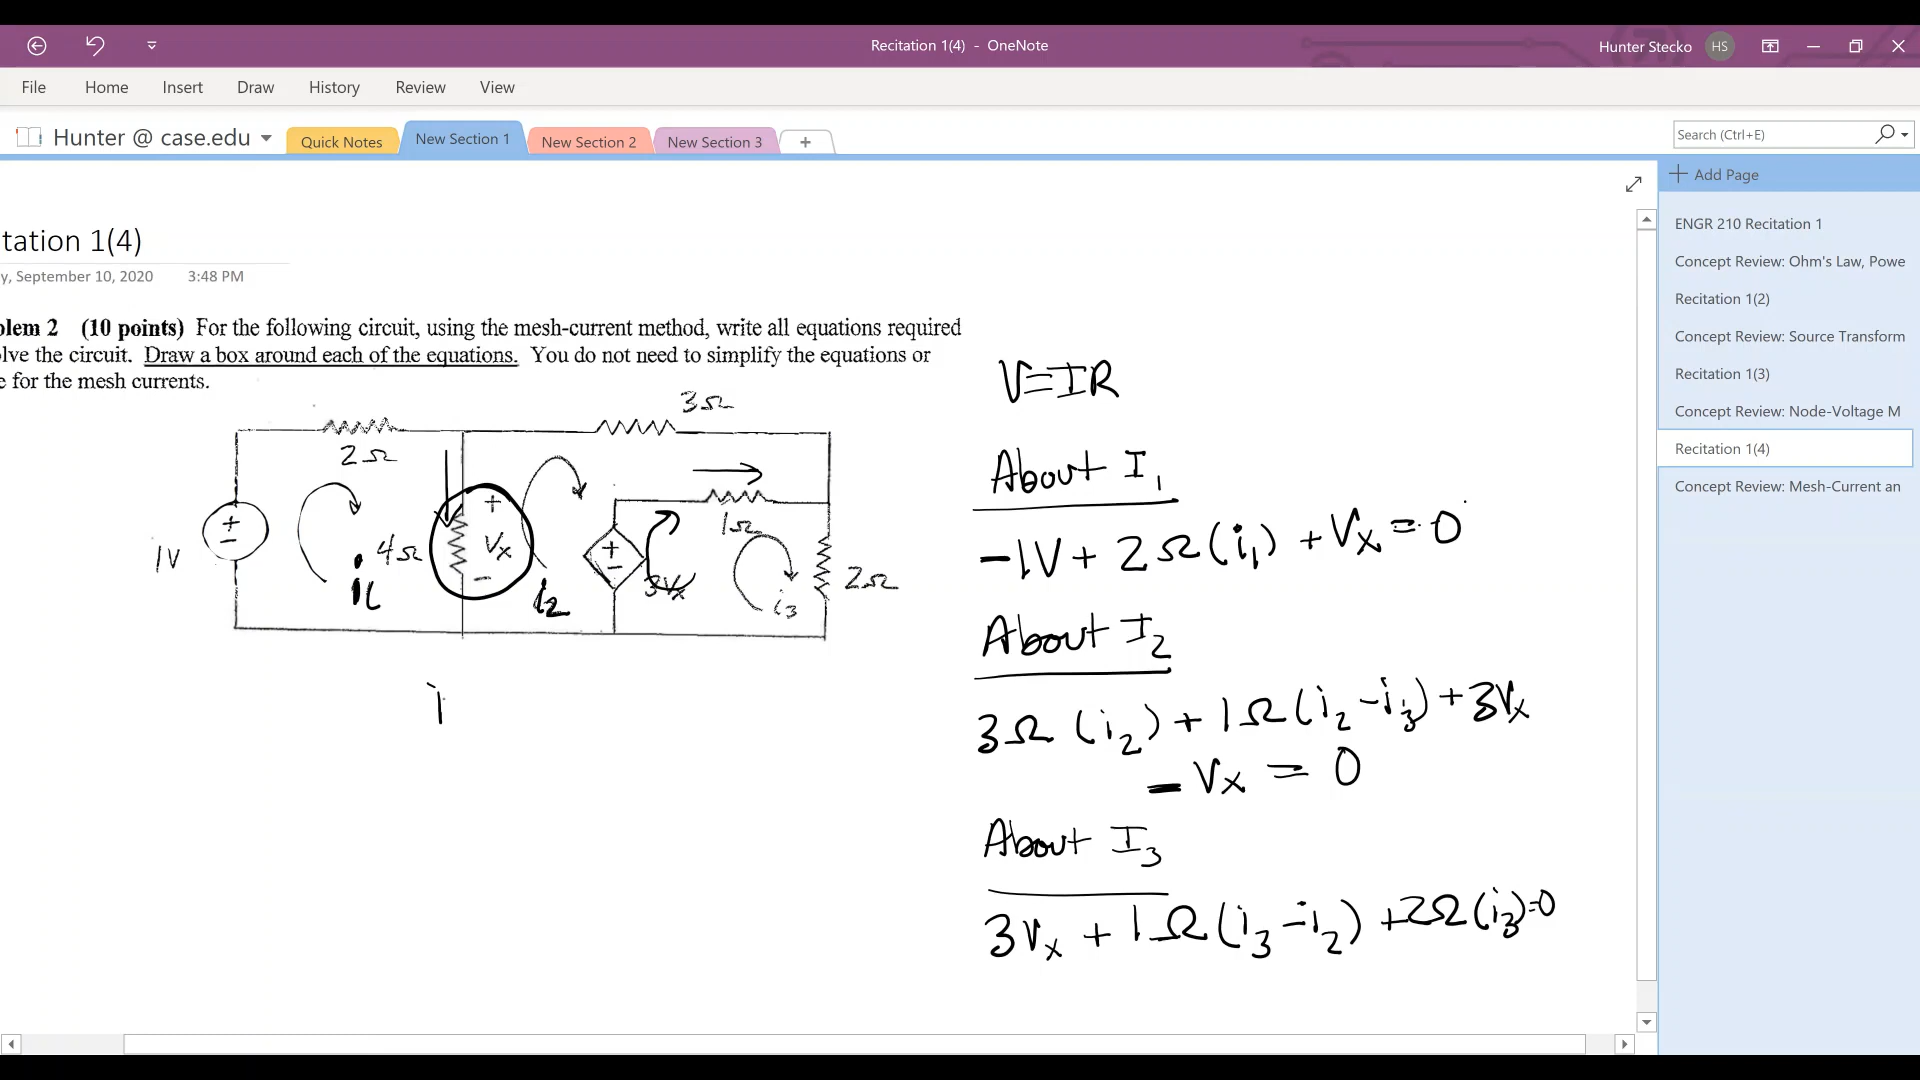 Recitation 1(4) - OneNote
Hunter Stecko
HS
File Home Insert Draw History Review View
Hunter @ case.edu
Quick Notes
New Section 1
New Section 2
New Section 3
+
Search (Ctrl+E)
Add Page
ENGR 210 Recitation 1
Concept Review: Ohm's Law, Powe
Recitation 1(2)
Concept Review: Source Transform
Recitation 1(3)
Concept Review: Node-Voltage M
Recitation 1(4)
Concept Review: Mesh-Current an
tation 1(4)
y, September 10, 2020 3:48 PM
blem 2 (10 points) For the following circuit, using the mesh-current method, write all equations required
lve the circuit. Draw a box around each of the equations. You do not need to simplify the equations or
e for the mesh currents.
3Ω
2Ω
1V
+
−
i1
4Ω
+
Vx
−
i2
+
−
3Vx
1Ω
i3
2Ω
i
V=IR
About I1
-1V + 2Ω(i1) + Vx = 0
About I2
3Ω(i2) + 1Ω(i2 - i3) + 3Vx
- Vx = 0
About I3
3Vx + 1Ω(i3 - i2) + 2Ω(i3) = 0